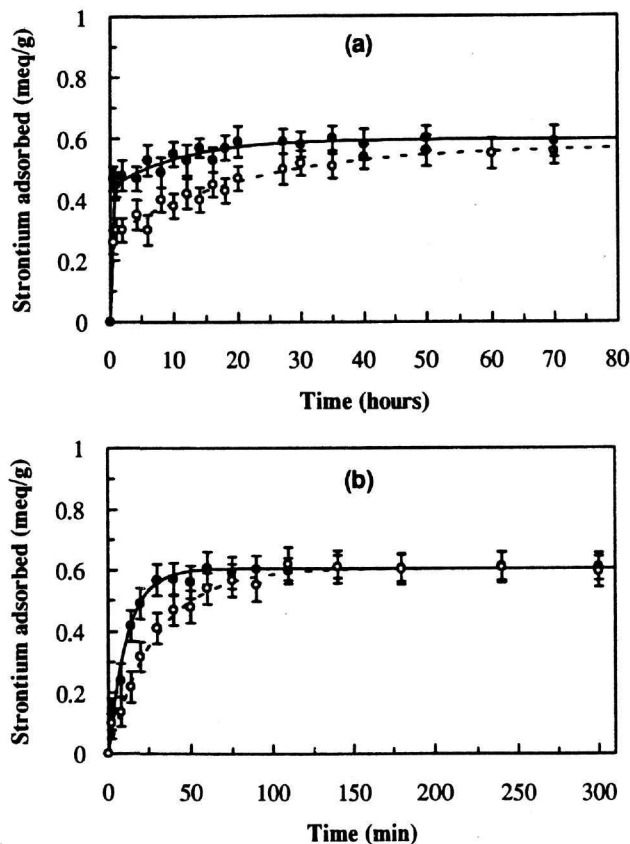 (a)
Strontium adsorbed (meq/g)
1
0.8
0.6
0.4
0.2
0
0 10 20 30 40 50 60 70 80
Time (hours)
(b)
Strontium adsorbed (meq/g)
1
0.8
0.6
0.4
0.2
0
0 50 100 150 200 250 300
Time (min)